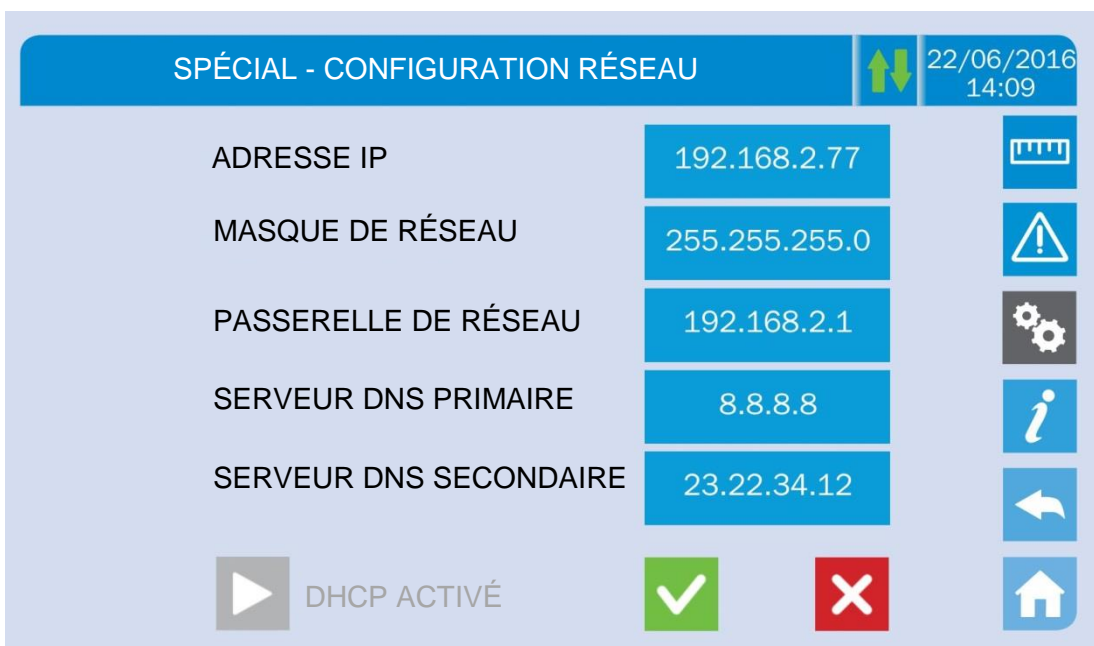 SPÉCIAL - CONFIGURATION RÉSEAU
22/06/2016
14:09
ADRESSE IP 192.168.2.77
MASQUE DE RÉSEAU 255.255.255.0
PASSERELLE DE RÉSEAU 192.168.2.1
SERVEUR DNS PRIMAIRE 8.8.8.8
SERVEUR DNS SECONDAIRE 23.22.34.12
DHCP ACTIVÉ